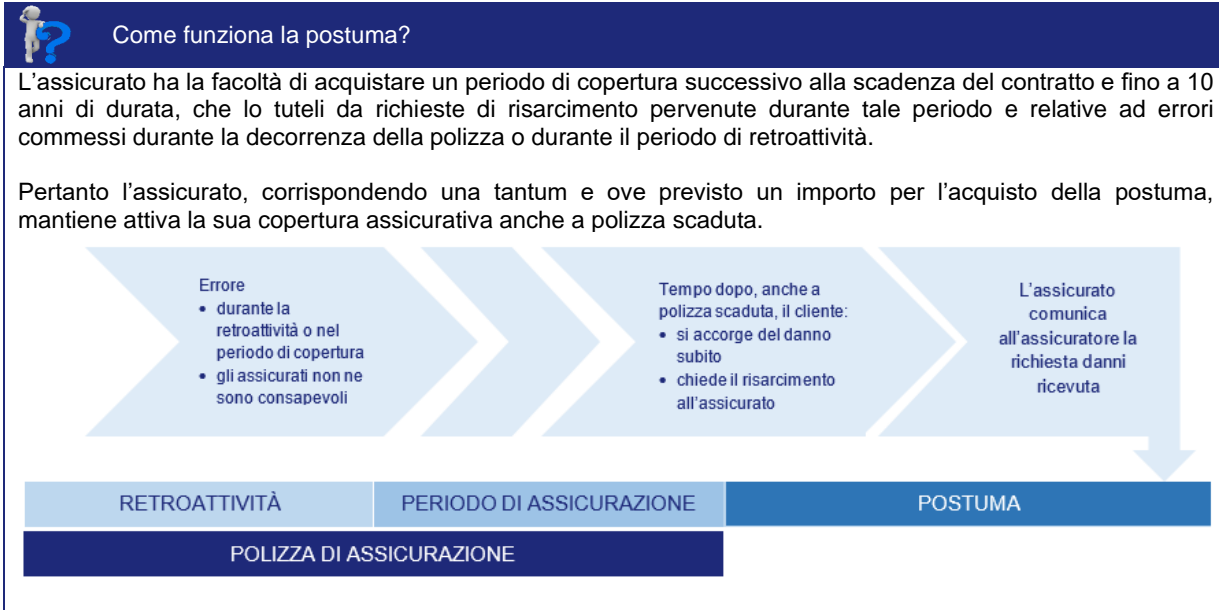 Come funziona la postuma?
L'assicurato ha la facoltà di acquistare un periodo di copertura successivo alla scadenza del contratto e fino a 10
anni di durata, che lo tuteli da richieste di risarcimento pervenute durante tale periodo e relative ad errori
commessi durante la decorrenza della polizza o durante il periodo di retroattività.
Pertanto l'assicurato, corrispondendo una tantum e ove previsto un importo per l'acquisto della postuma,
mantiene attiva la sua copertura assicurativa anche a polizza scaduta.
Errore
• durante la
retroattività o nel
periodo di copertura
• gli assicurati non ne
sono consapevoli
Tempo dopo, anche a
polizza scaduta, il cliente:
• si accorge del danno
subito
• chiede il risarcimento
all'assicurato
L'assicurato
comunica
all'assicuratore la
richiesta danni
ricevuta
RETROATTIVITÀ
PERIODO DI ASSICURAZIONE
POSTUMA
POLIZZA DI ASSICURAZIONE